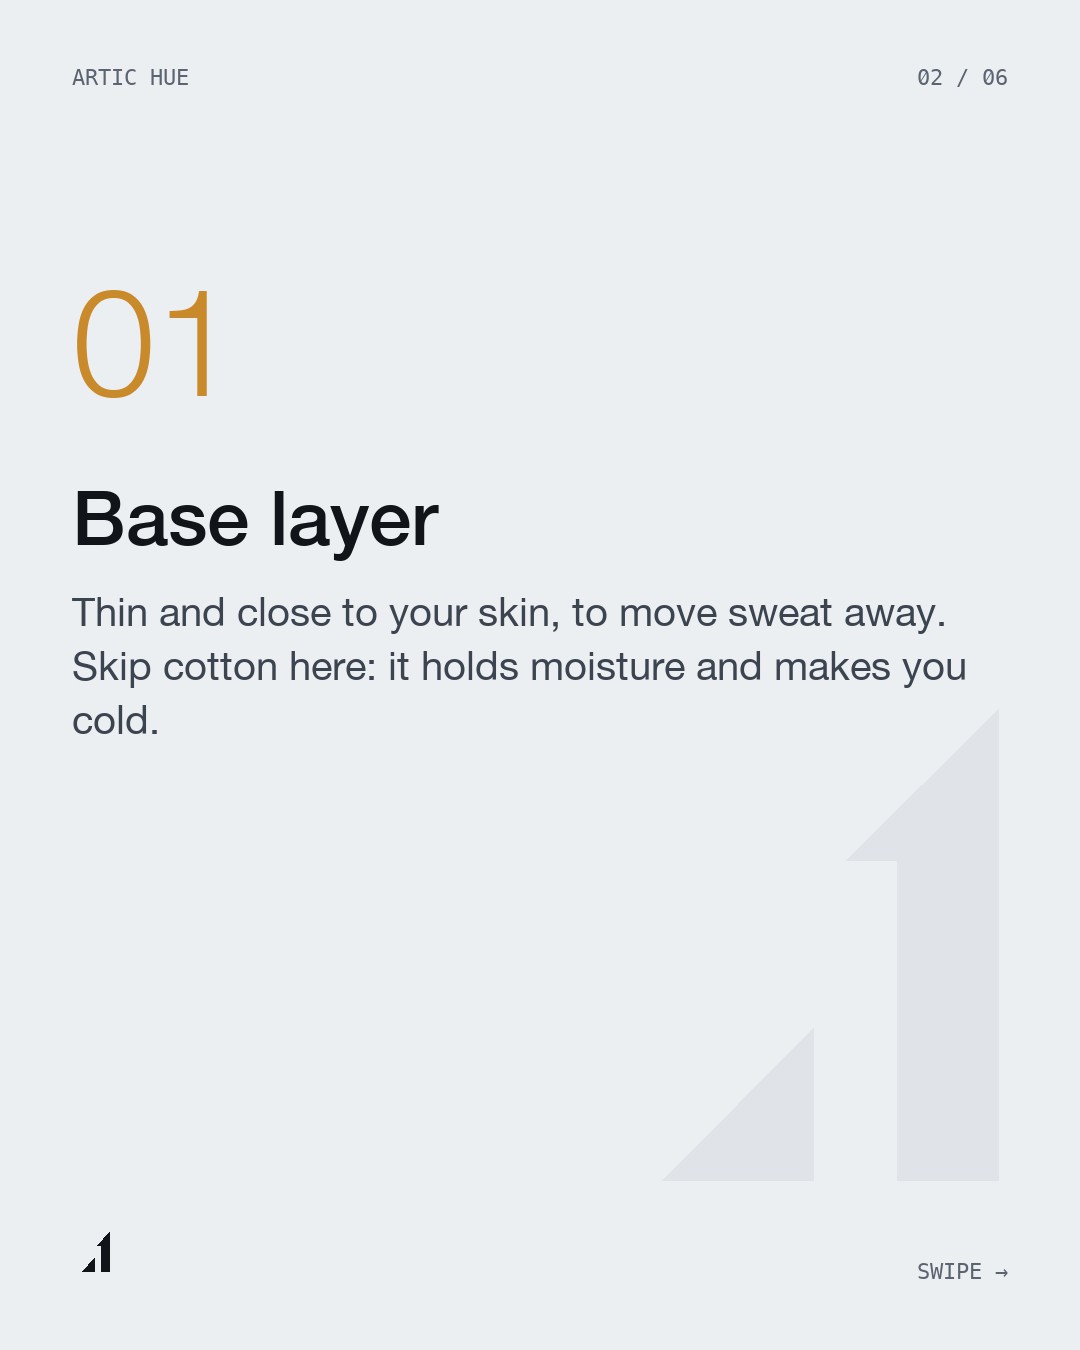 ARTIC HUE
02 / 06
01
Base layer
Thin and close to your skin, to move sweat away.
Skip cotton here: it holds moisture and makes you
cold.
SWIPE →